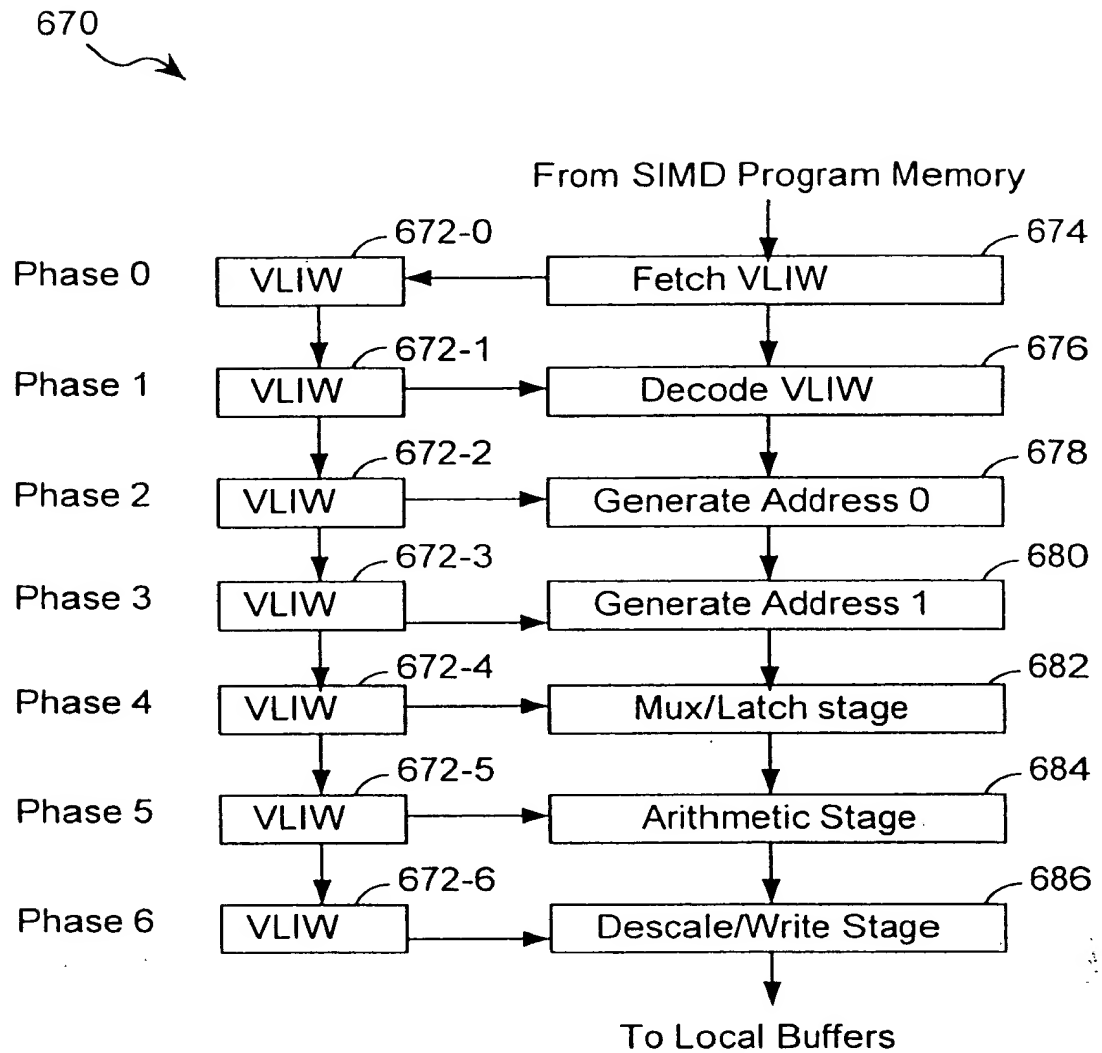 670
From SIMD Program Memory
672-0
674
Phase 0
VLIW
Fetch VLIW
672-1
676
Phase 1
VLIW
Decode VLIW
672-2
678
Phase 2
VLIW
Generate Address 0
672-3
680
Phase 3
VLIW
Generate Address 1
672-4
682
Phase 4
VLIW
Mux/Latch stage
672-5
684
Phase 5
VLIW
Arithmetic Stage
672-6
686
Phase 6
VLIW
Descale/Write Stage
To Local Buffers